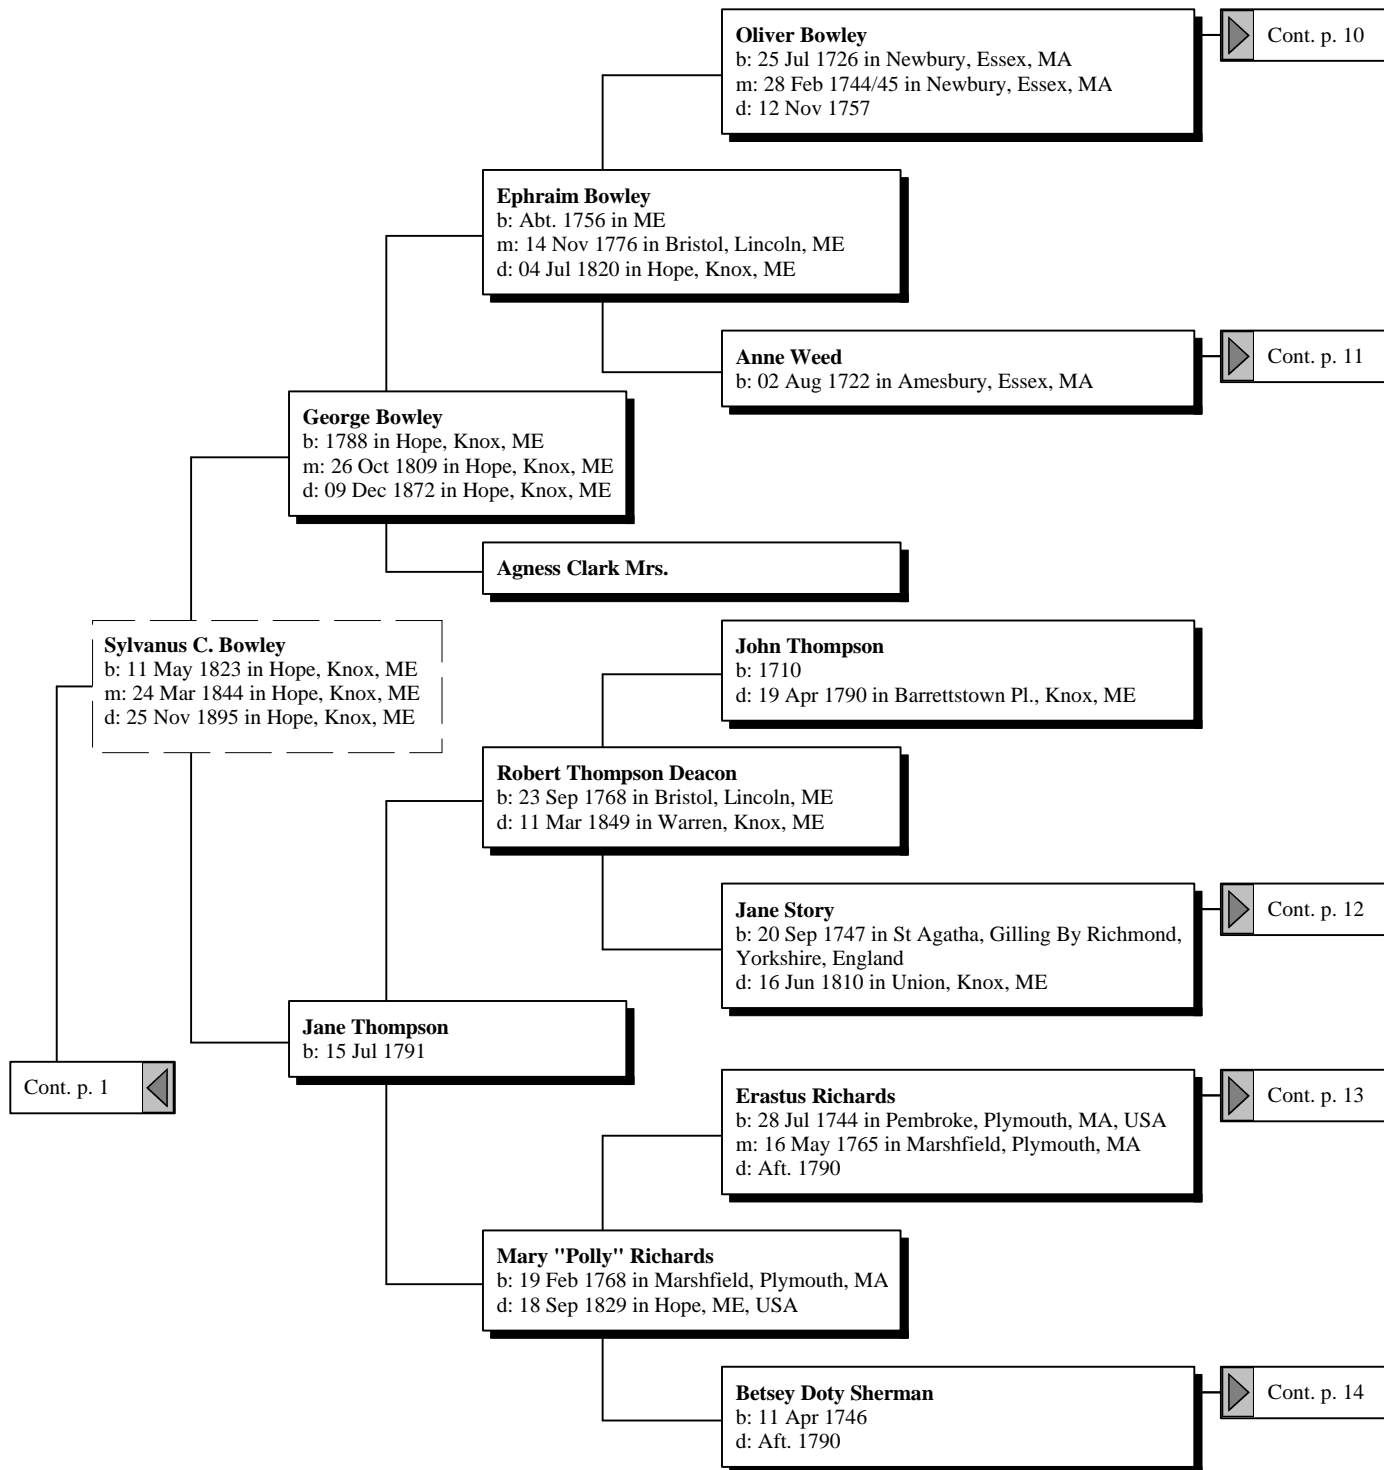 Oliver Bowley
b: 25 Jul 1726 in Newbury, Essex, MA
m: 28 Feb 1744/45 in Newbury, Essex, MA
d: 12 Nov 1757
Cont. p. 10
Ephraim Bowley
b: Abt. 1756 in ME
m: 14 Nov 1776 in Bristol, Lincoln, ME
d: 04 Jul 1820 in Hope, Knox, ME
Anne Weed
b: 02 Aug 1722 in Amesbury, Essex, MA
Cont. p. 11
George Bowley
b: 1788 in Hope, Knox, ME
m: 26 Oct 1809 in Hope, Knox, ME
d: 09 Dec 1872 in Hope, Knox, ME
Agness Clark Mrs.
Sylvanus C. Bowley
b: 11 May 1823 in Hope, Knox, ME
m: 24 Mar 1844 in Hope, Knox, ME
d: 25 Nov 1895 in Hope, Knox, ME
John Thompson
b: 1710
d: 19 Apr 1790 in Barrettstown Pl., Knox, ME
Robert Thompson Deacon
b: 23 Sep 1768 in Bristol, Lincoln, ME
d: 11 Mar 1849 in Warren, Knox, ME
Jane Story
b: 20 Sep 1747 in St Agatha, Gilling By Richmond,
Yorkshire, England
d: 16 Jun 1810 in Union, Knox, ME
Cont. p. 12
Jane Thompson
b: 15 Jul 1791
Cont. p. 1
Erastus Richards
b: 28 Jul 1744 in Pembroke, Plymouth, MA, USA
m: 16 May 1765 in Marshfield, Plymouth, MA
d: Aft. 1790
Cont. p. 13
Mary "Polly" Richards
b: 19 Feb 1768 in Marshfield, Plymouth, MA
d: 18 Sep 1829 in Hope, ME, USA
Betsey Doty Sherman
b: 11 Apr 1746
d: Aft. 1790
Cont. p. 14